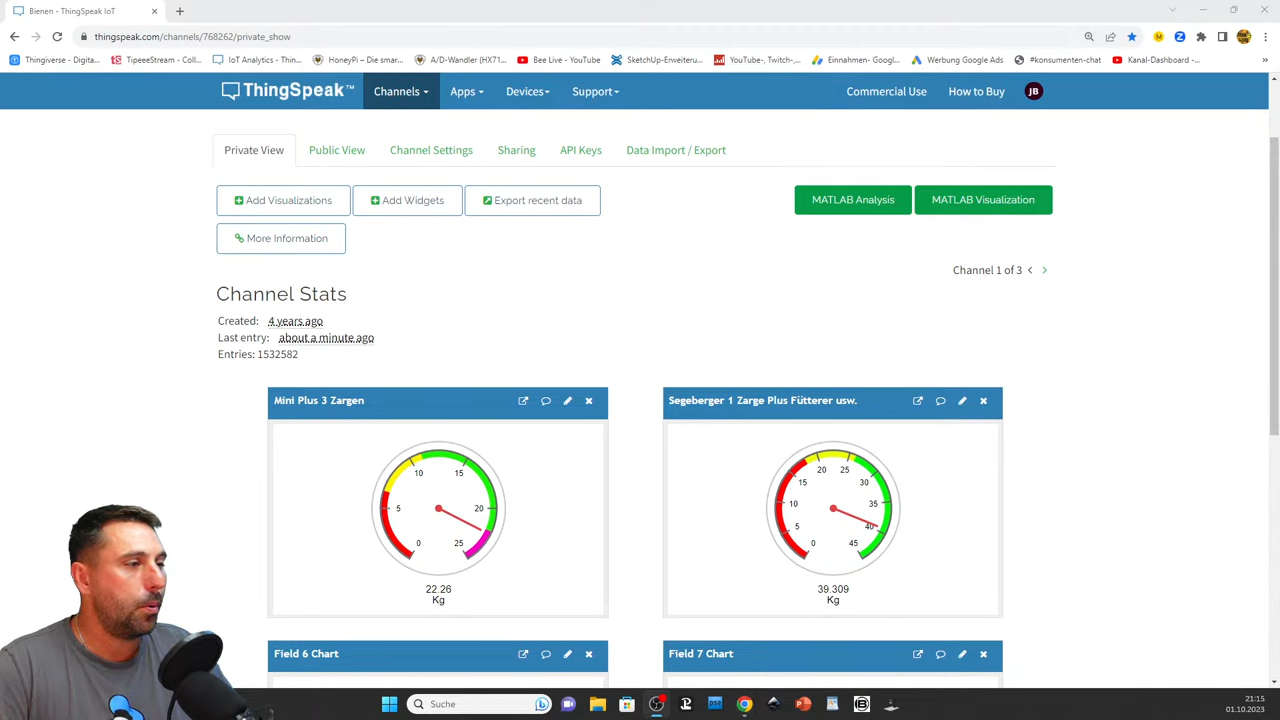 Bienen - ThingSpeak IoT
thingspeak.com/channels/768262/private_show
Thingiverse - Digita...
TipeeeStream - Coll...
IoT Analytics - Thin...
HoneyPi – Die smar...
A/D-Wandler (HX71...
Bee Live - YouTube
SketchUp-Erweiteru...
YouTube-, Twitch-,...
Einnahmen- Googl...
Werbung Google Ads
#konsumenten-chat
Kanal-Dashboard -...
ThingSpeak™ Channels Apps Devices Support Commercial Use How to Buy JB
Private View Public View Channel Settings Sharing API Keys Data Import / Export
Add Visualizations Add Widgets Export recent data MATLAB Analysis MATLAB Visualization
More Information
Channel 1 of 3
Channel Stats
Created: 4 years ago
Last entry: about a minute ago
Entries: 1532582
Mini Plus 3 Zargen
0
5
10
15
20
25
22.26
Kg
Segeberger 1 Zarge Plus Fütterer usw.
0
5
10
15
20
25
30
35
40
45
39.309
Kg
Field 6 Chart
Field 7 Chart
Suche
21:15
01.10.2023